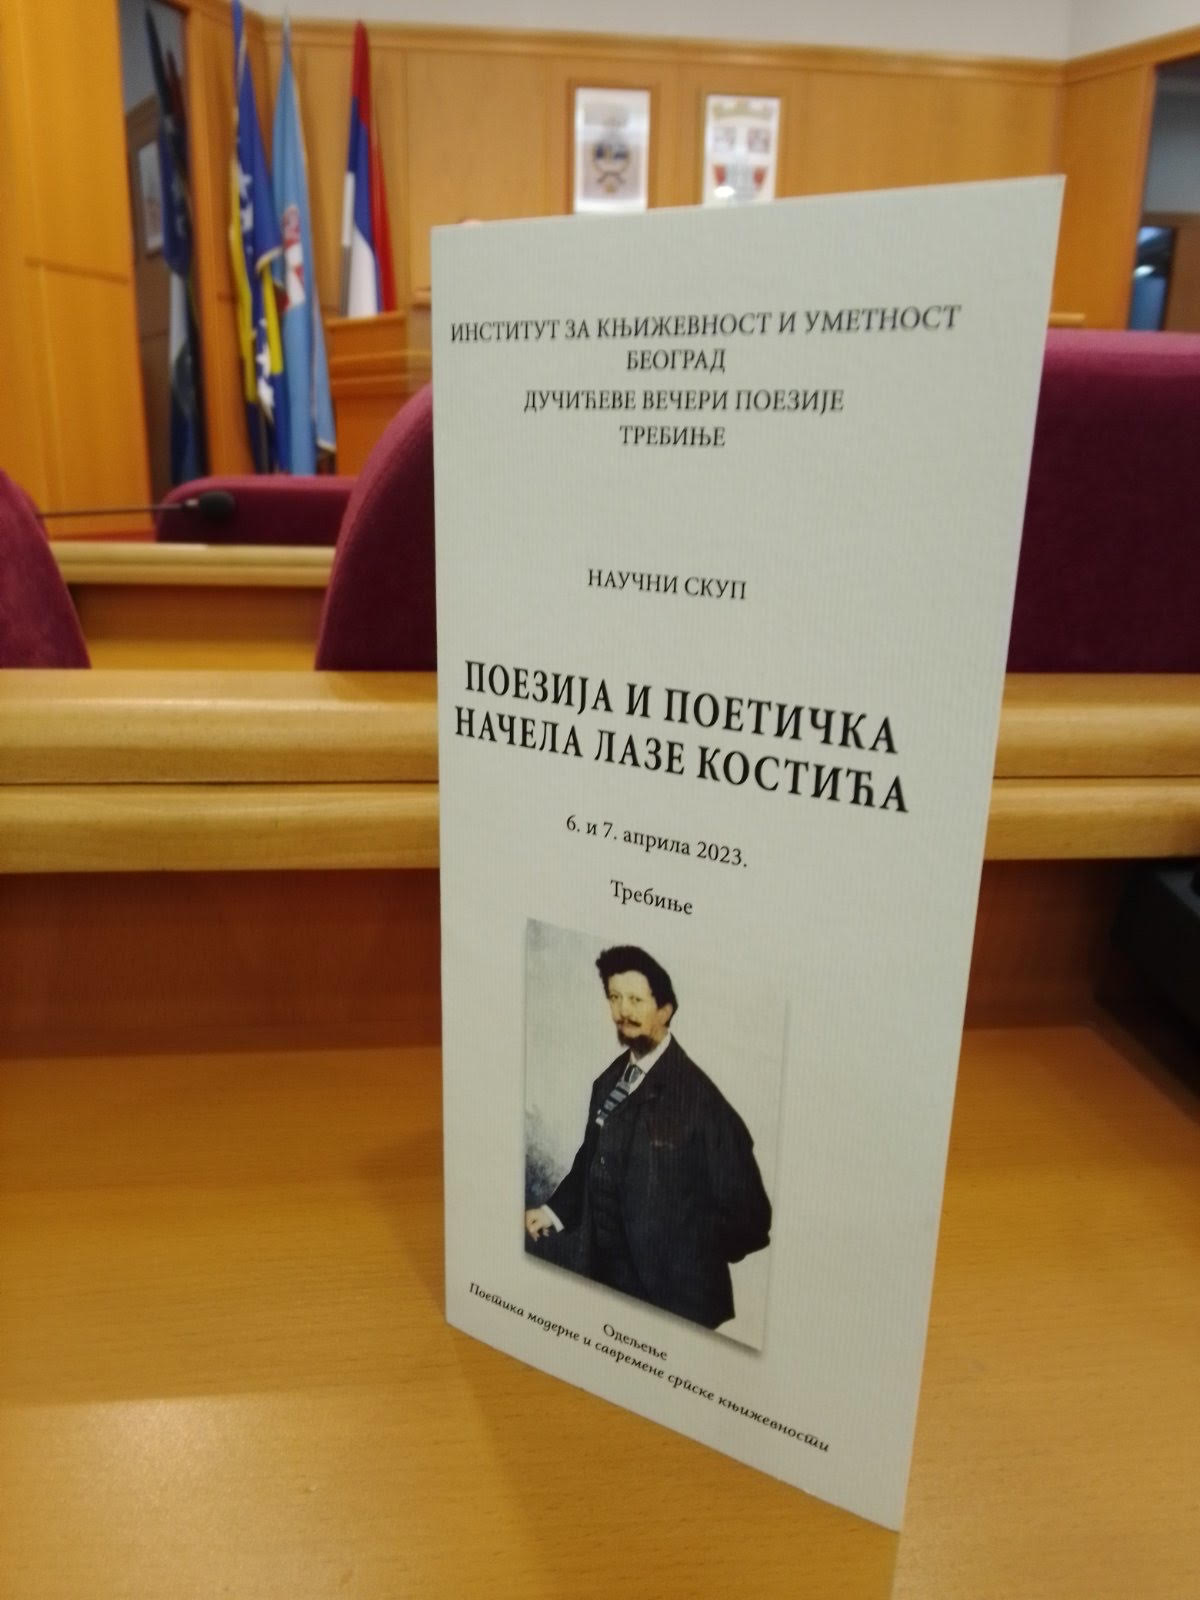 ИНСТИТУТ ЗА КЊИЖЕВНОСТ И УМЕТНОСТ
БЕОГРАД
ДУЧИЋЕВЕ ВЕЧЕРИ ПОЕЗИЈЕ
ТРЕБИЊЕ
НАУЧНИ СКУП
ПОЕЗИЈА И ПОЕТИЧКА
НАЧЕЛА ЛАЗЕ КОСТИЋА
6. и 7. априла 2023.
Требиње
Одељење
Поетика модерне и савремене српске књижевности